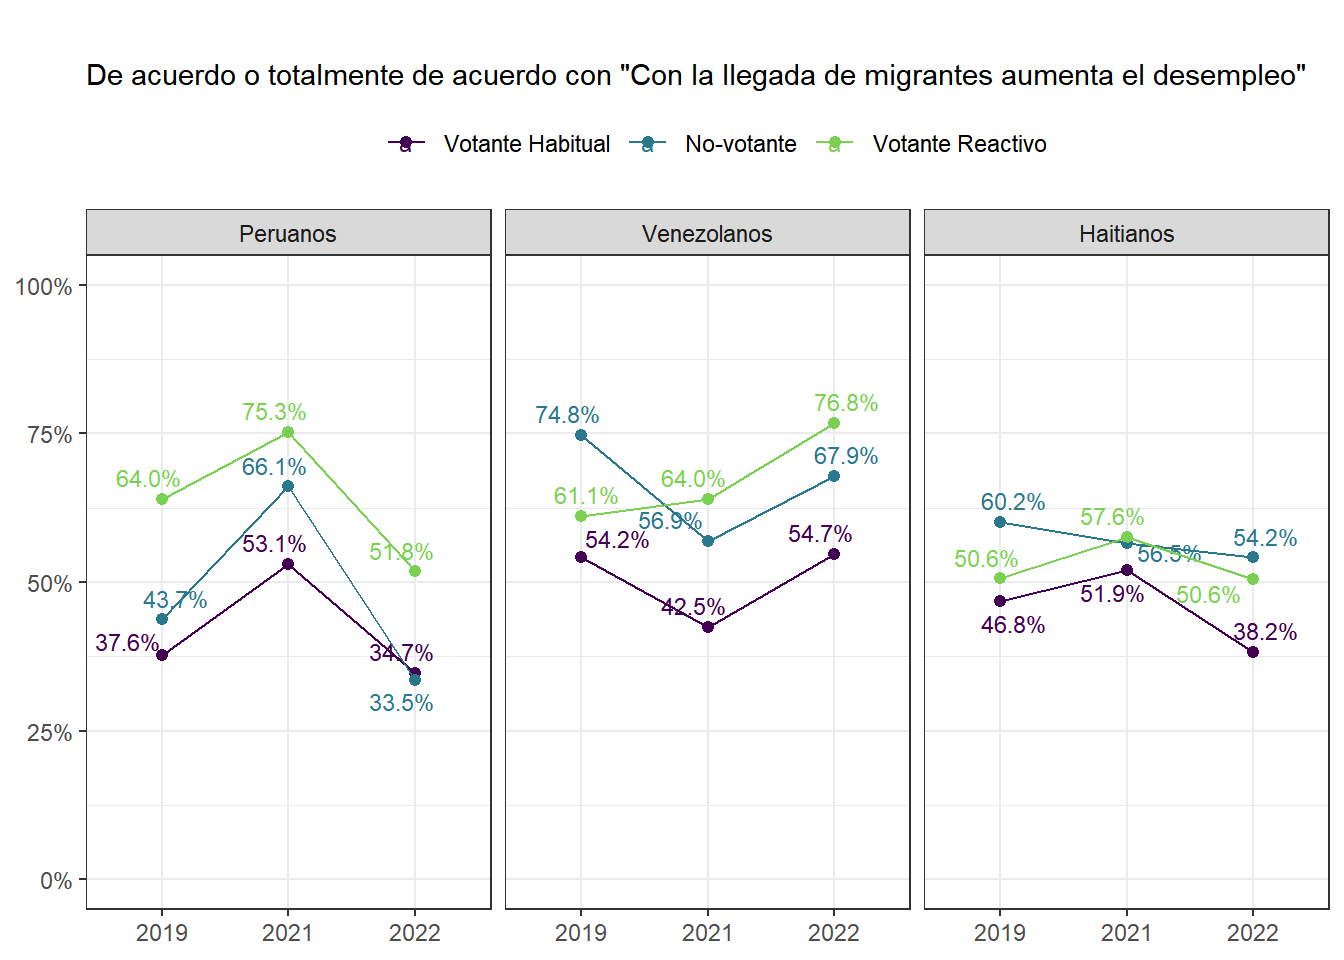 De acuerdo o totalmente de acuerdo con "Con la llegada de migrantes aumenta el desempleo"
a Votante Habitual a No-votante a Votante Reactivo
Peruanos Venezolanos Haitianos
100%
75%
50%
25%
0%
64.0% 75.3% 51.8%
43.7% 66.1% 33.5%
37.6% 53.1% 34.7%
74.8% 56.9% 67.9%
61.1% 64.0% 76.8%
54.2% 42.5% 54.7%
60.2% 56.5% 54.2%
50.6% 57.6% 50.6%
46.8% 51.9% 38.2%
2019 2021 2022 2019 2021 2022 2019 2021 2022